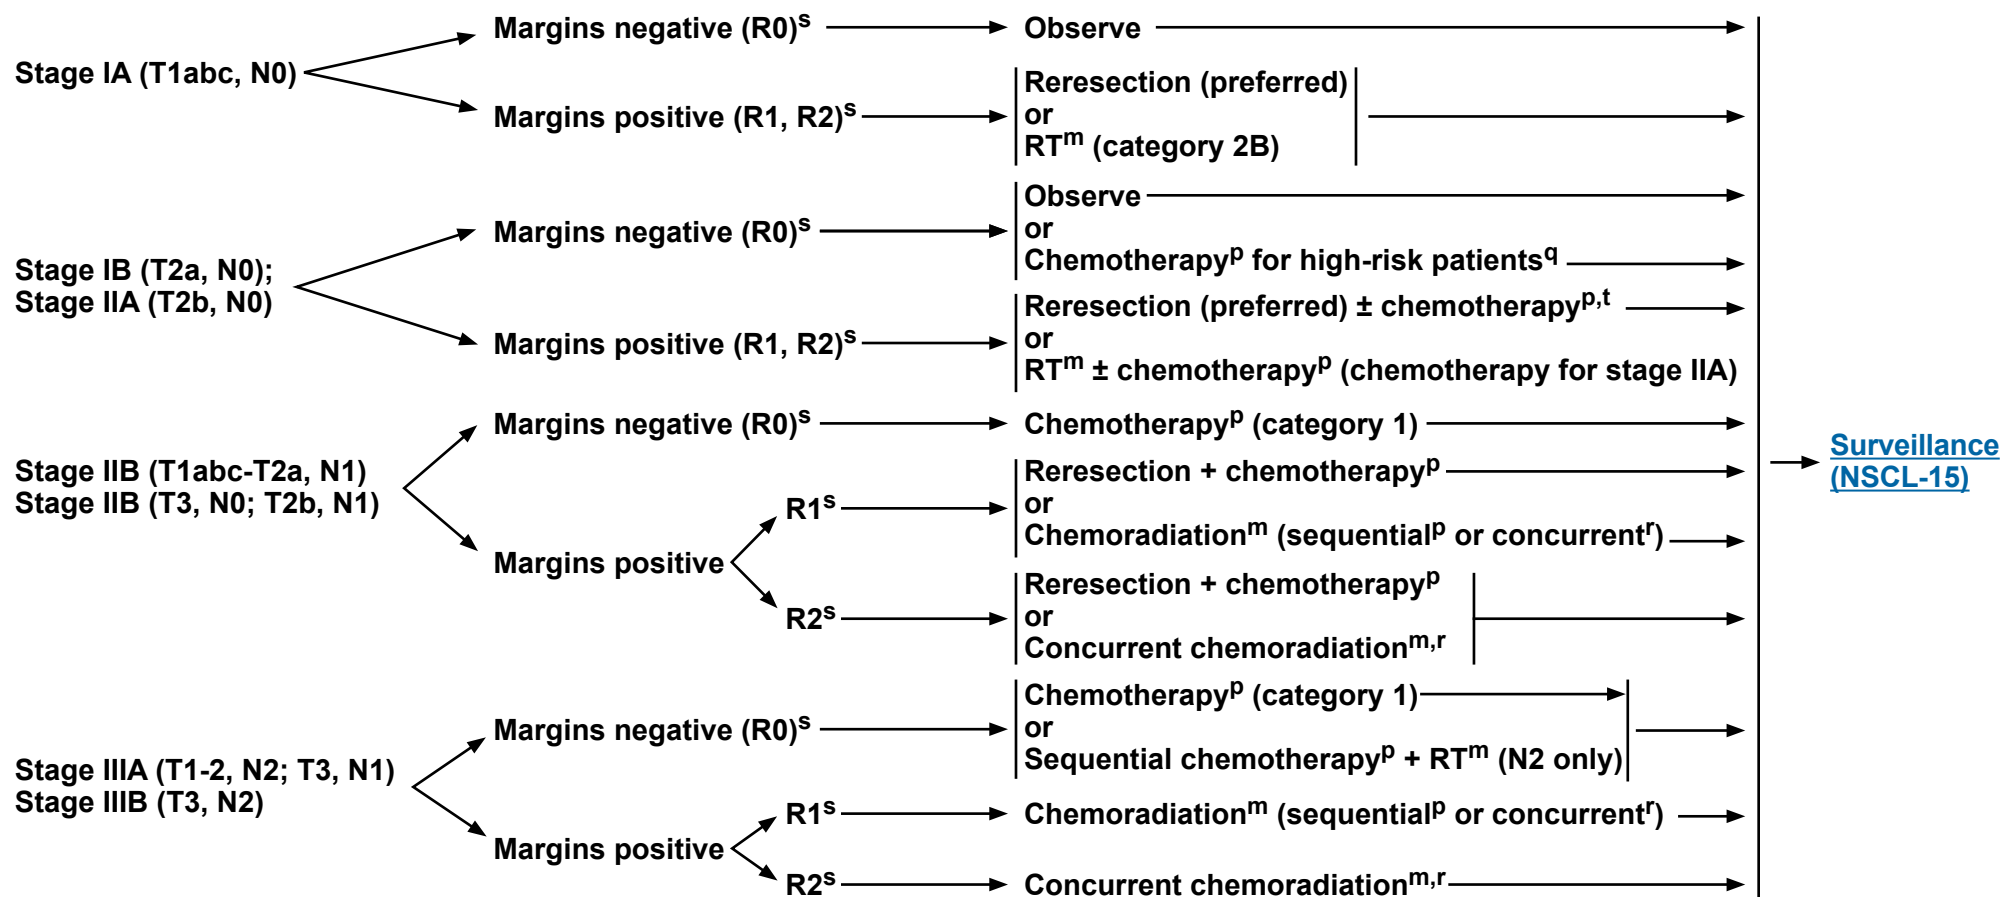 Margins negative (R0)s
Observe
Stage IA (T1abc, N0)
Margins positive (R1, R2)s
Reresection (preferred)
or
RTm (category 2B)
Stage IB (T2a, N0);
Stage IIA (T2b, N0)
Margins negative (R0)s
Observe
or
Chemotherapyp for high-risk patientsq
Margins positive (R1, R2)s
Reresection (preferred) ± chemotherapyp,t
or
RTm ± chemotherapyp (chemotherapy for stage IIA)
Stage IIB (T1abc-T2a, N1)
Stage IIB (T3, N0; T2b, N1)
Margins negative (R0)s
Chemotherapyp (category 1)
Margins positive
R1s
Reresection + chemotherapyp
or
Chemoradiationm (sequentialp or concurrentr)
R2s
Reresection + chemotherapyp
or
Concurrent chemoradiationm,r
Stage IIIA (T1-2, N2; T3, N1)
Stage IIIB (T3, N2)
Margins negative (R0)s
Chemotherapyp (category 1)
or
Sequential chemotherapyp + RTm (N2 only)
Margins positive
R1s
Chemoradiationm (sequentialp or concurrentr)
R2s
Concurrent chemoradiationm,r
Surveillance
(NSCL-15)